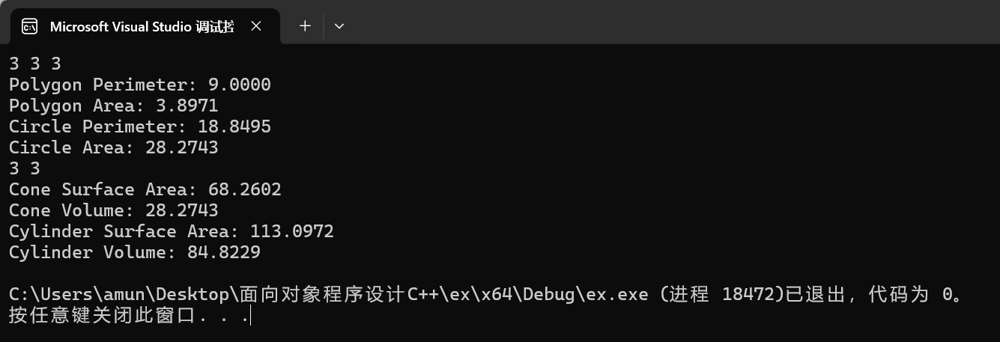 Microsoft Visual Studio 调试控
3 3 3
Polygon Perimeter: 9.0000
Polygon Area: 3.8971
Circle Perimeter: 18.8495
Circle Area: 28.2743
3 3
Cone Surface Area: 68.2602
Cone Volume: 28.2743
Cylinder Surface Area: 113.0972
Cylinder Volume: 84.8229
C:\Users\amun\Desktop\面向对象程序设计C++\ex\x64\Debug\ex.exe (进程 18472)已退出，代码为 0。
按任意键关闭此窗口. . .